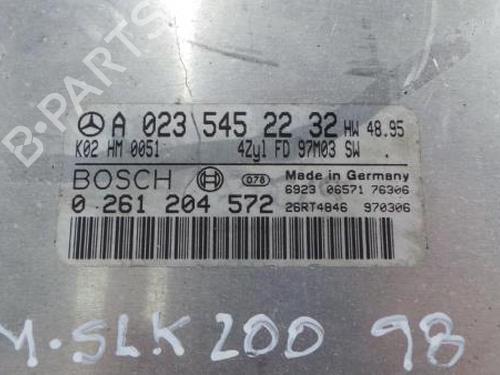 B-PARTS
A 023 545 22 32 HW 48.95
K02 HM 0051 4Zyl FD 97M03 SW .
BOSCH 078 Made in Germany
6923 06571 76306
0 261 204 572 26RT4846 970306
M.SLK 200 98